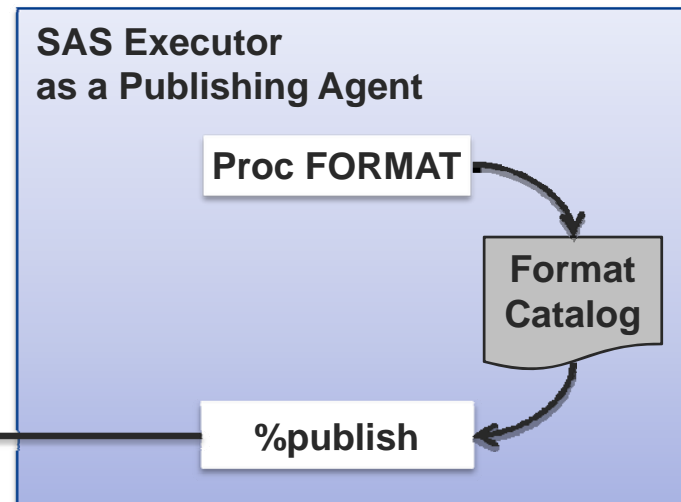 SAS Executor
as a Publishing Agent
Proc FORMAT
Format
Catalog
%publish